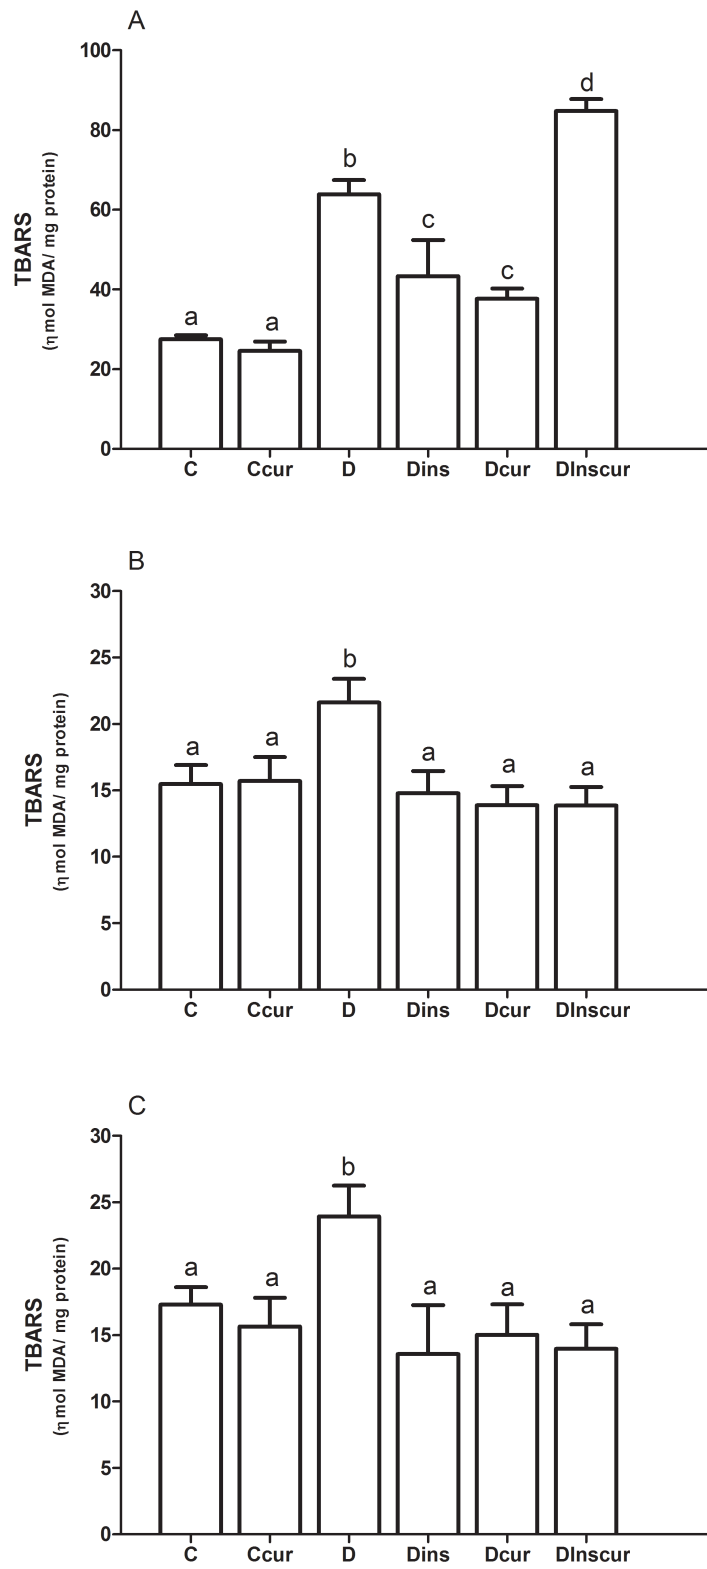 A
100
80
60
40
20
0
TBARS
(ηmol MDA/ mg protein)
a
a
b
c
c
d
C Ccur D Dins Dcur DInscur
B
30
25
20
15
10
5
0
TBARS
(ηmol MDA/ mg protein)
a
a
b
a
a
a
C Ccur D Dins Dcur DInscur
C
30
25
20
15
10
5
0
TBARS
(ηmol MDA/ mg protein)
a
a
b
a
a
a
C Ccur D Dins Dcur DInscur